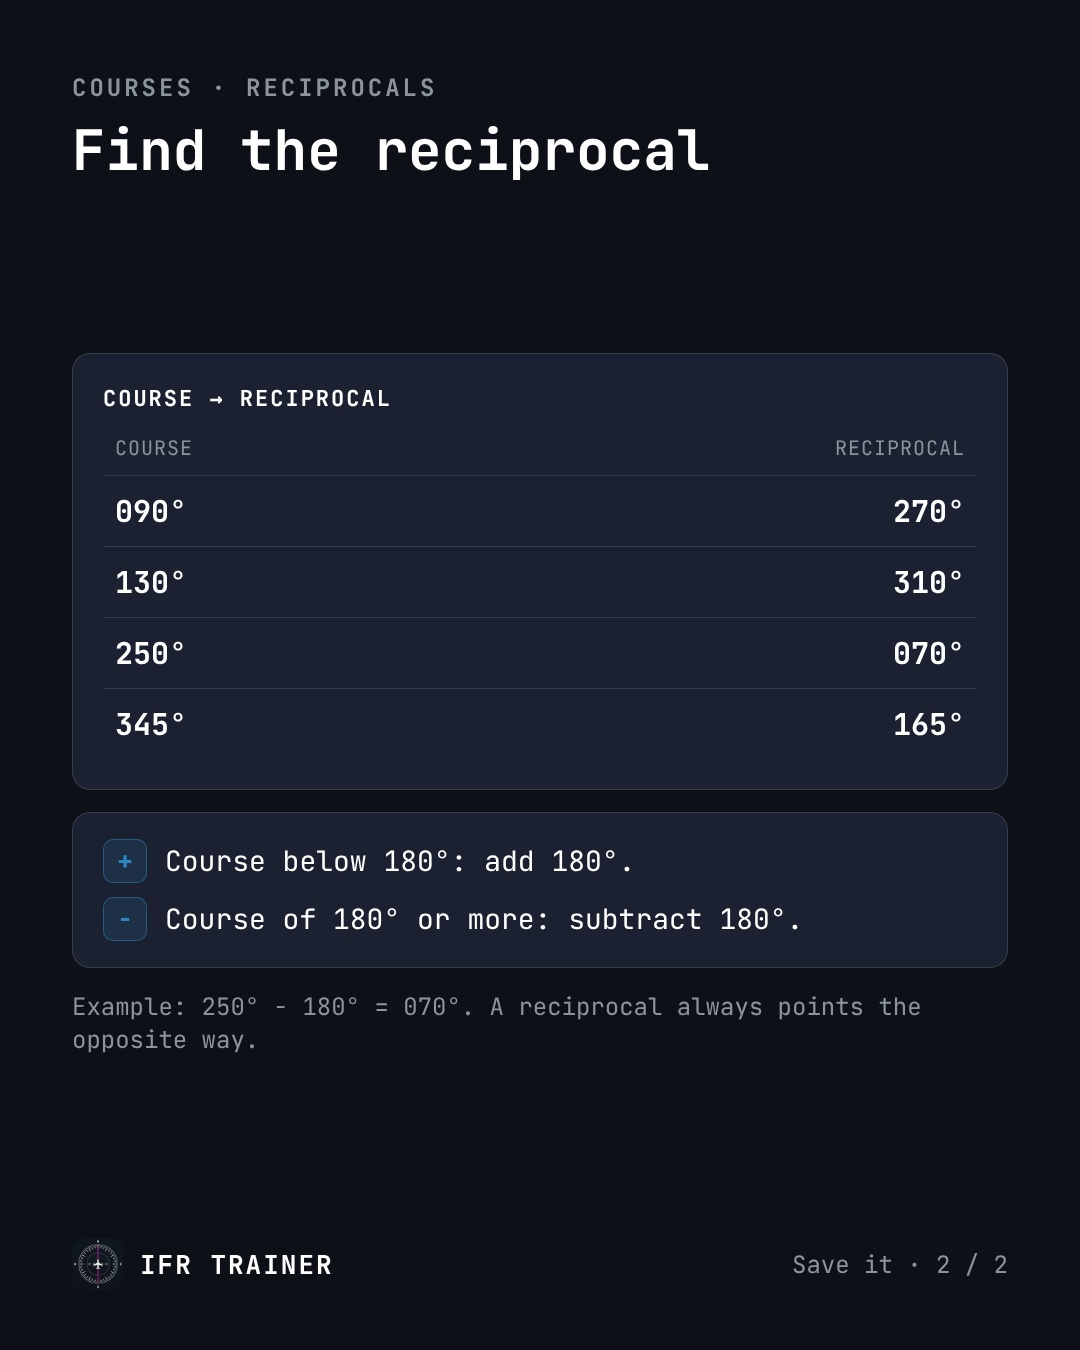 COURSES · RECIPROCALS
Find the reciprocal
COURSE → RECIPROCAL
COURSE RECIPROCAL
090° 270°
130° 310°
250° 070°
345° 165°
+ Course below 180°: add 180°.
- Course of 180° or more: subtract 180°.
Example: 250° - 180° = 070°. A reciprocal always points the
opposite way.
IFR TRAINER Save it · 2 / 2